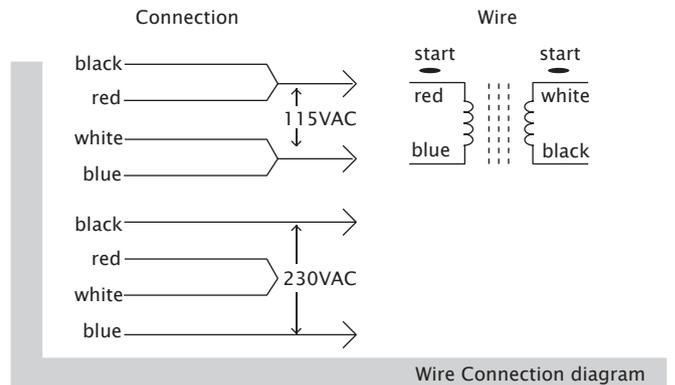 Connection
Wire
black
red
white
blue
115VAC
start
start
red
white
blue
black
black
red
white
blue
230VAC
Wire Connection diagram